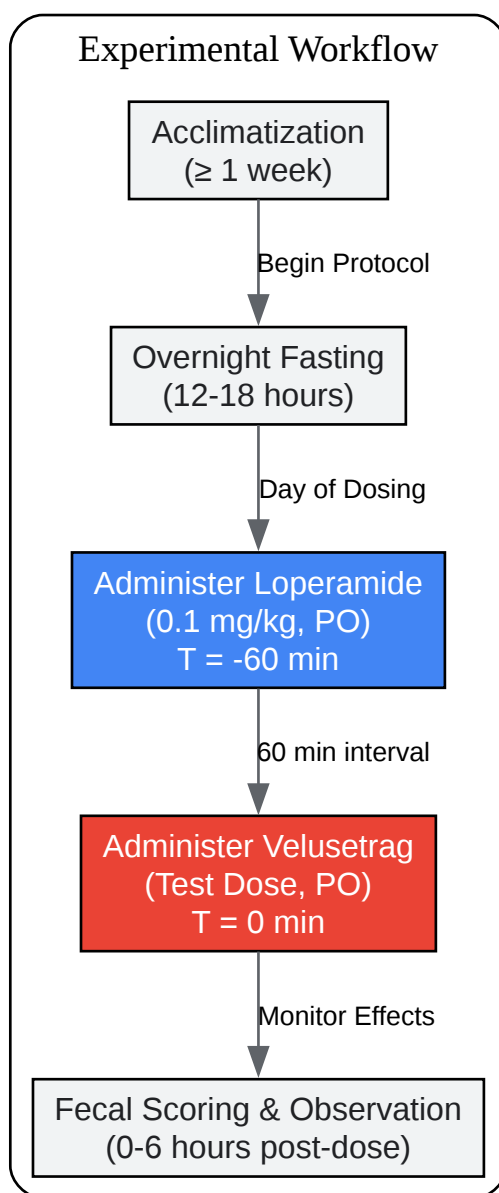 Experimental Workflow
Acclimatization
(≥ 1 week)
Begin Protocol
Overnight Fasting
(12-18 hours)
Day of Dosing
Administer Loperamide
(0.1 mg/kg, PO)
T = -60 min
60 min interval
Administer Velusetrag
(Test Dose, PO)
T = 0 min
Monitor Effects
Fecal Scoring & Observation
(0-6 hours post-dose)